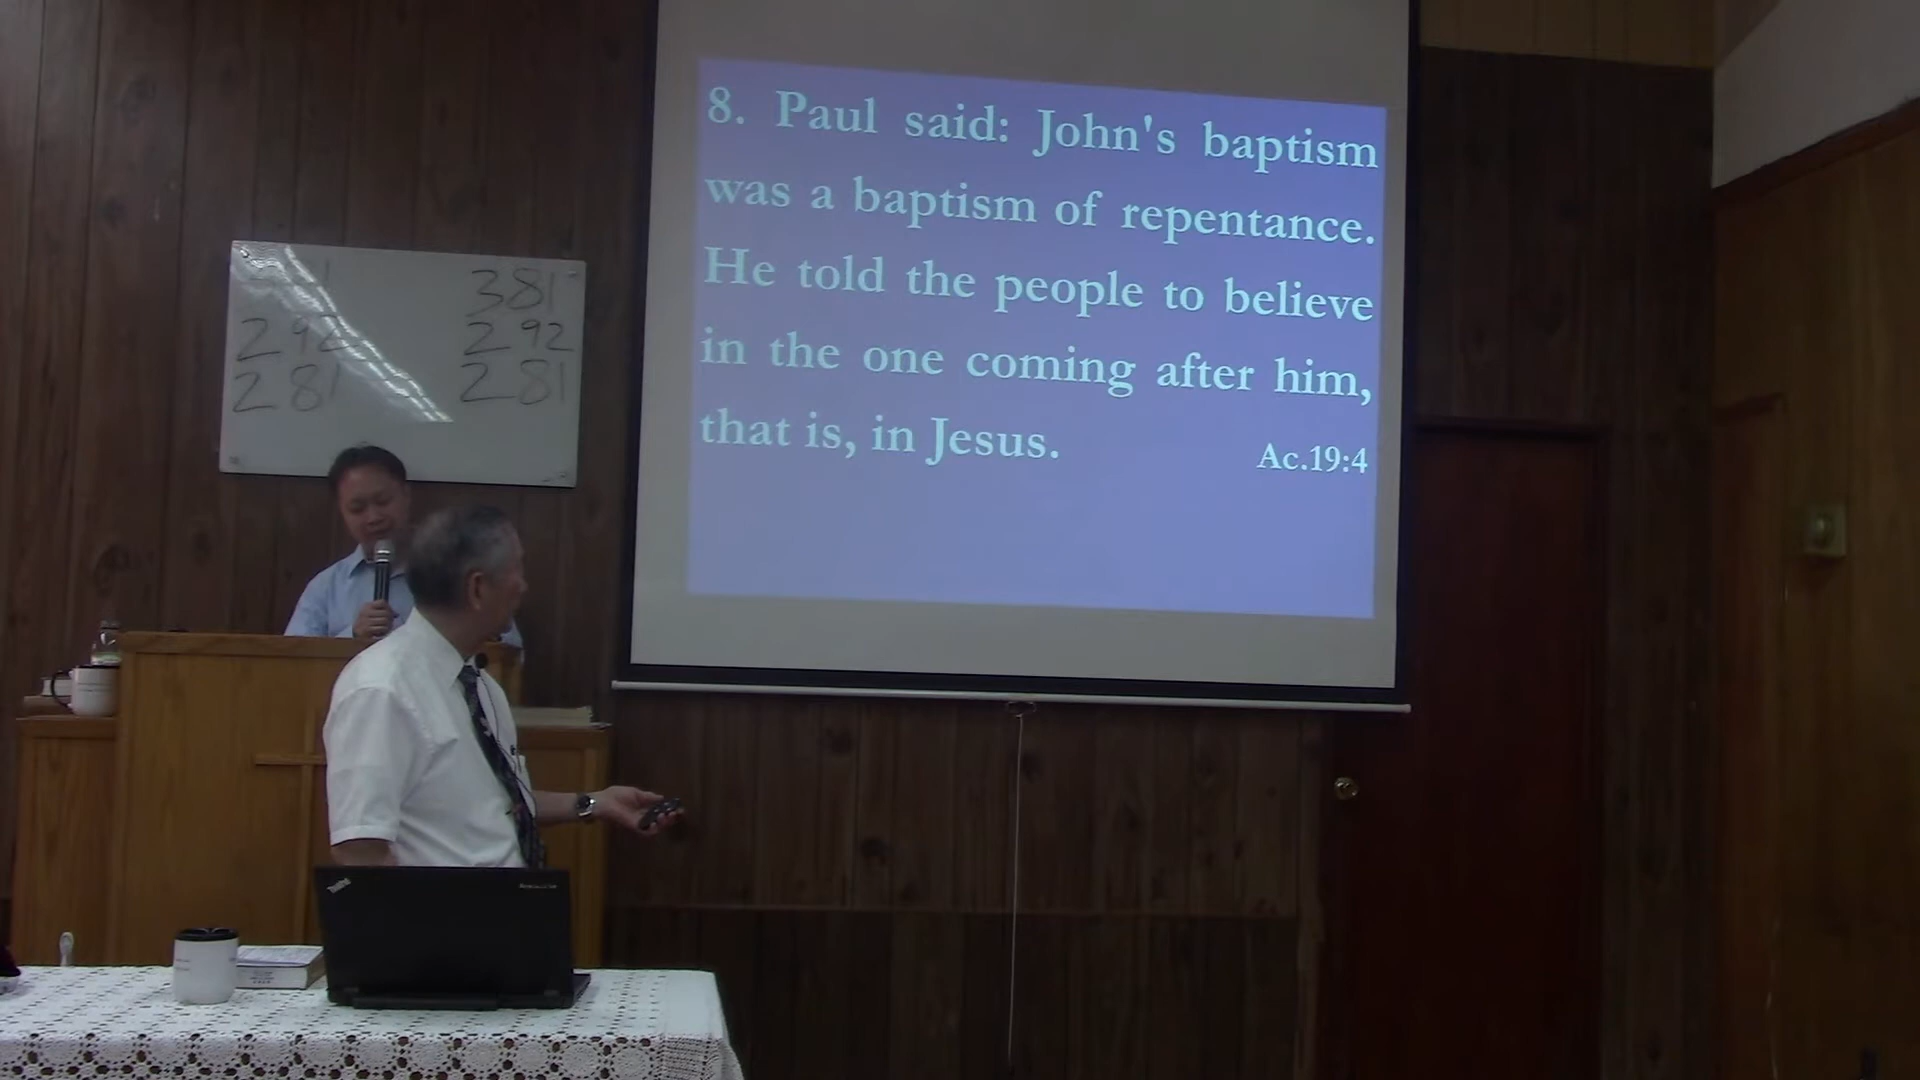 8. Paul said: John's baptism
was a baptism of repentance.
He told the people to believe
in the one coming after him,
that is, in Jesus.
Ac.19:4
381
292
292
281
281
ThinkPad